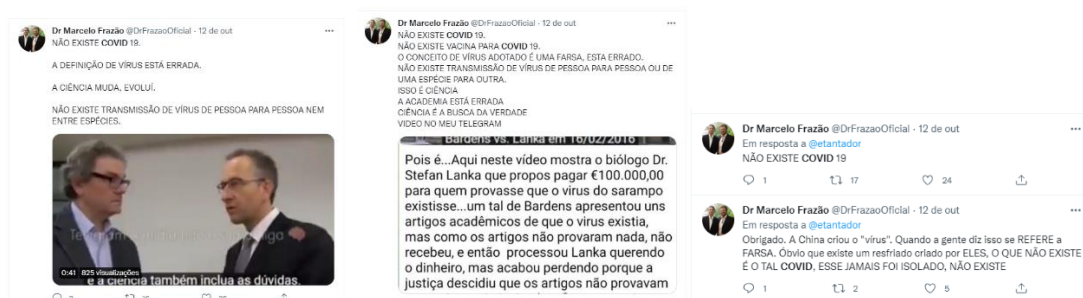 Dr Marcelo Frazão @DrFrazaoOficial · 12 de out
NÃO EXISTE COVID 19.
A DEFINIÇÃO DE VÍRUS ESTÁ ERRADA.
A CIÊNCIA MUDA, EVOLUÍ.
NÃO EXISTE TRANSMISSÃO DE VÍRUS DE PESSOA PARA PESSOA NEM
ENTRE ESPÉCIES.
0:41 825 visualizações
e a ciência também inclua as dúvidas.
Dr Marcelo Frazão @DrFrazaoOficial · 12 de out
NÃO EXISTE COVID 19.
NÃO EXISTE VACINA PARA COVID 19.
O CONCEITO DE VÍRUS ADOTADO É UMA FARSA, ESTA ERRADO.
NÃO EXISTE TRANSMISSÃO DE VÍRUS DE PESSOA PARA PESSOA OU DE
UMA ESPÉCIE PARA OUTRA.
ISSO É CIÊNCIA
A ACADEMIA ESTÁ ERRADA
CIÊNCIA É A BUSCA DA VERDADE
VIDEO NO MEU TELEGRAM
Bardens vs. Lanka em 16/02/2016
Pois é...Aqui neste vídeo mostra o biólogo Dr.
Stefan Lanka que propos pagar €100.000,00
para quem provasse que o virus do sarampo
existisse...um tal de Bardens apresentou uns
artigos acadêmicos de que o virus existia,
mas como os artigos não provaram nada, não
recebeu, e então processou Lanka querendo
o dinheiro, mas acabou perdendo porque a
justiça descidiu que os artigos não provavam
Dr Marcelo Frazão @DrFrazaoOficial · 12 de out
Em resposta a @etantador
NÃO EXISTE COVID 19
1 17 24
Dr Marcelo Frazão @DrFrazaoOficial · 12 de out
Em resposta a @etantador
Obrigado. A China criou o "vírus". Quando a gente diz isso se REFERE a
FARSA. Obvio que existe um resfriado criado por ELES, O QUE NÃO EXISTE
É O TAL COVID, ESSE JAMAIS FOI ISOLADO, NÃO EXISTE
1 2 5